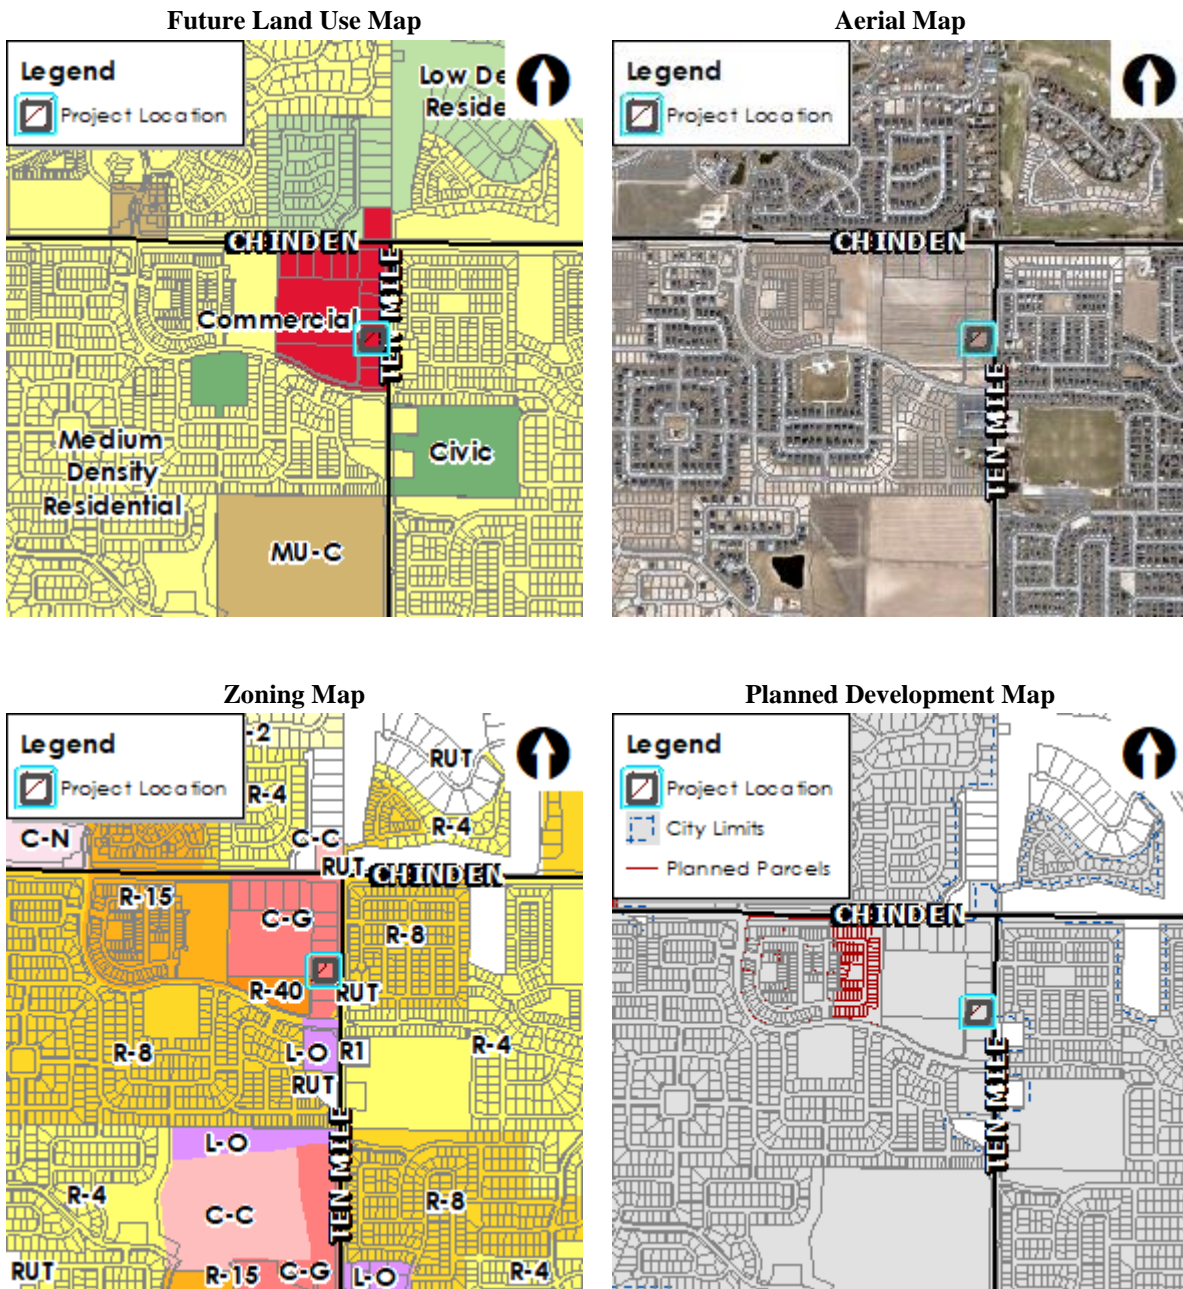 Future Land Use Map
Legend
Project Location
Low De
Reside
CHINDEN
TEN MILE
Commercial
Medium
Density
Residential
Civic
MU-C
Aerial Map
Legend
Project Location
CHINDEN
TEN MILE
Zoning Map
Legend
Project Location
-2
R-4
RUT
R-4
C-N
C-C
RUT
CHINDEN
R-15
C-G
R-8
R-40
RUT
R-8
L-O
R1
R-4
RUT
TEN MILE
L-O
R-4
C-C
R-8
RUT
R-15
C-G
L-O
R-4
Planned Development Map
Legend
Project Location
City Limits
Planned Parcels
CHINDEN
TEN MILE